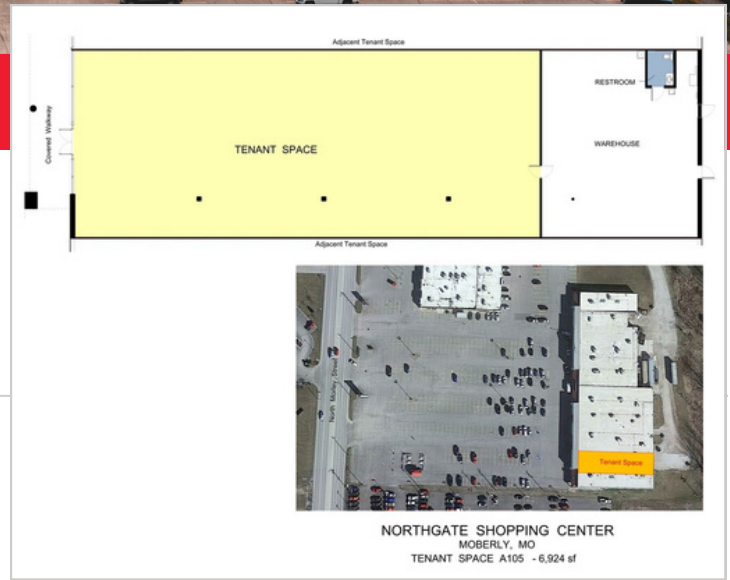 Adjacent Tenant Space
Covered Walkway
RESTROOM
TENANT SPACE
WAREHOUSE
Adjacent Tenant Space
North Morley Street
Tenant Space
NORTHGATE SHOPPING CENTER
MOBERLY, MO
TENANT SPACE A105 - 6,924 sf